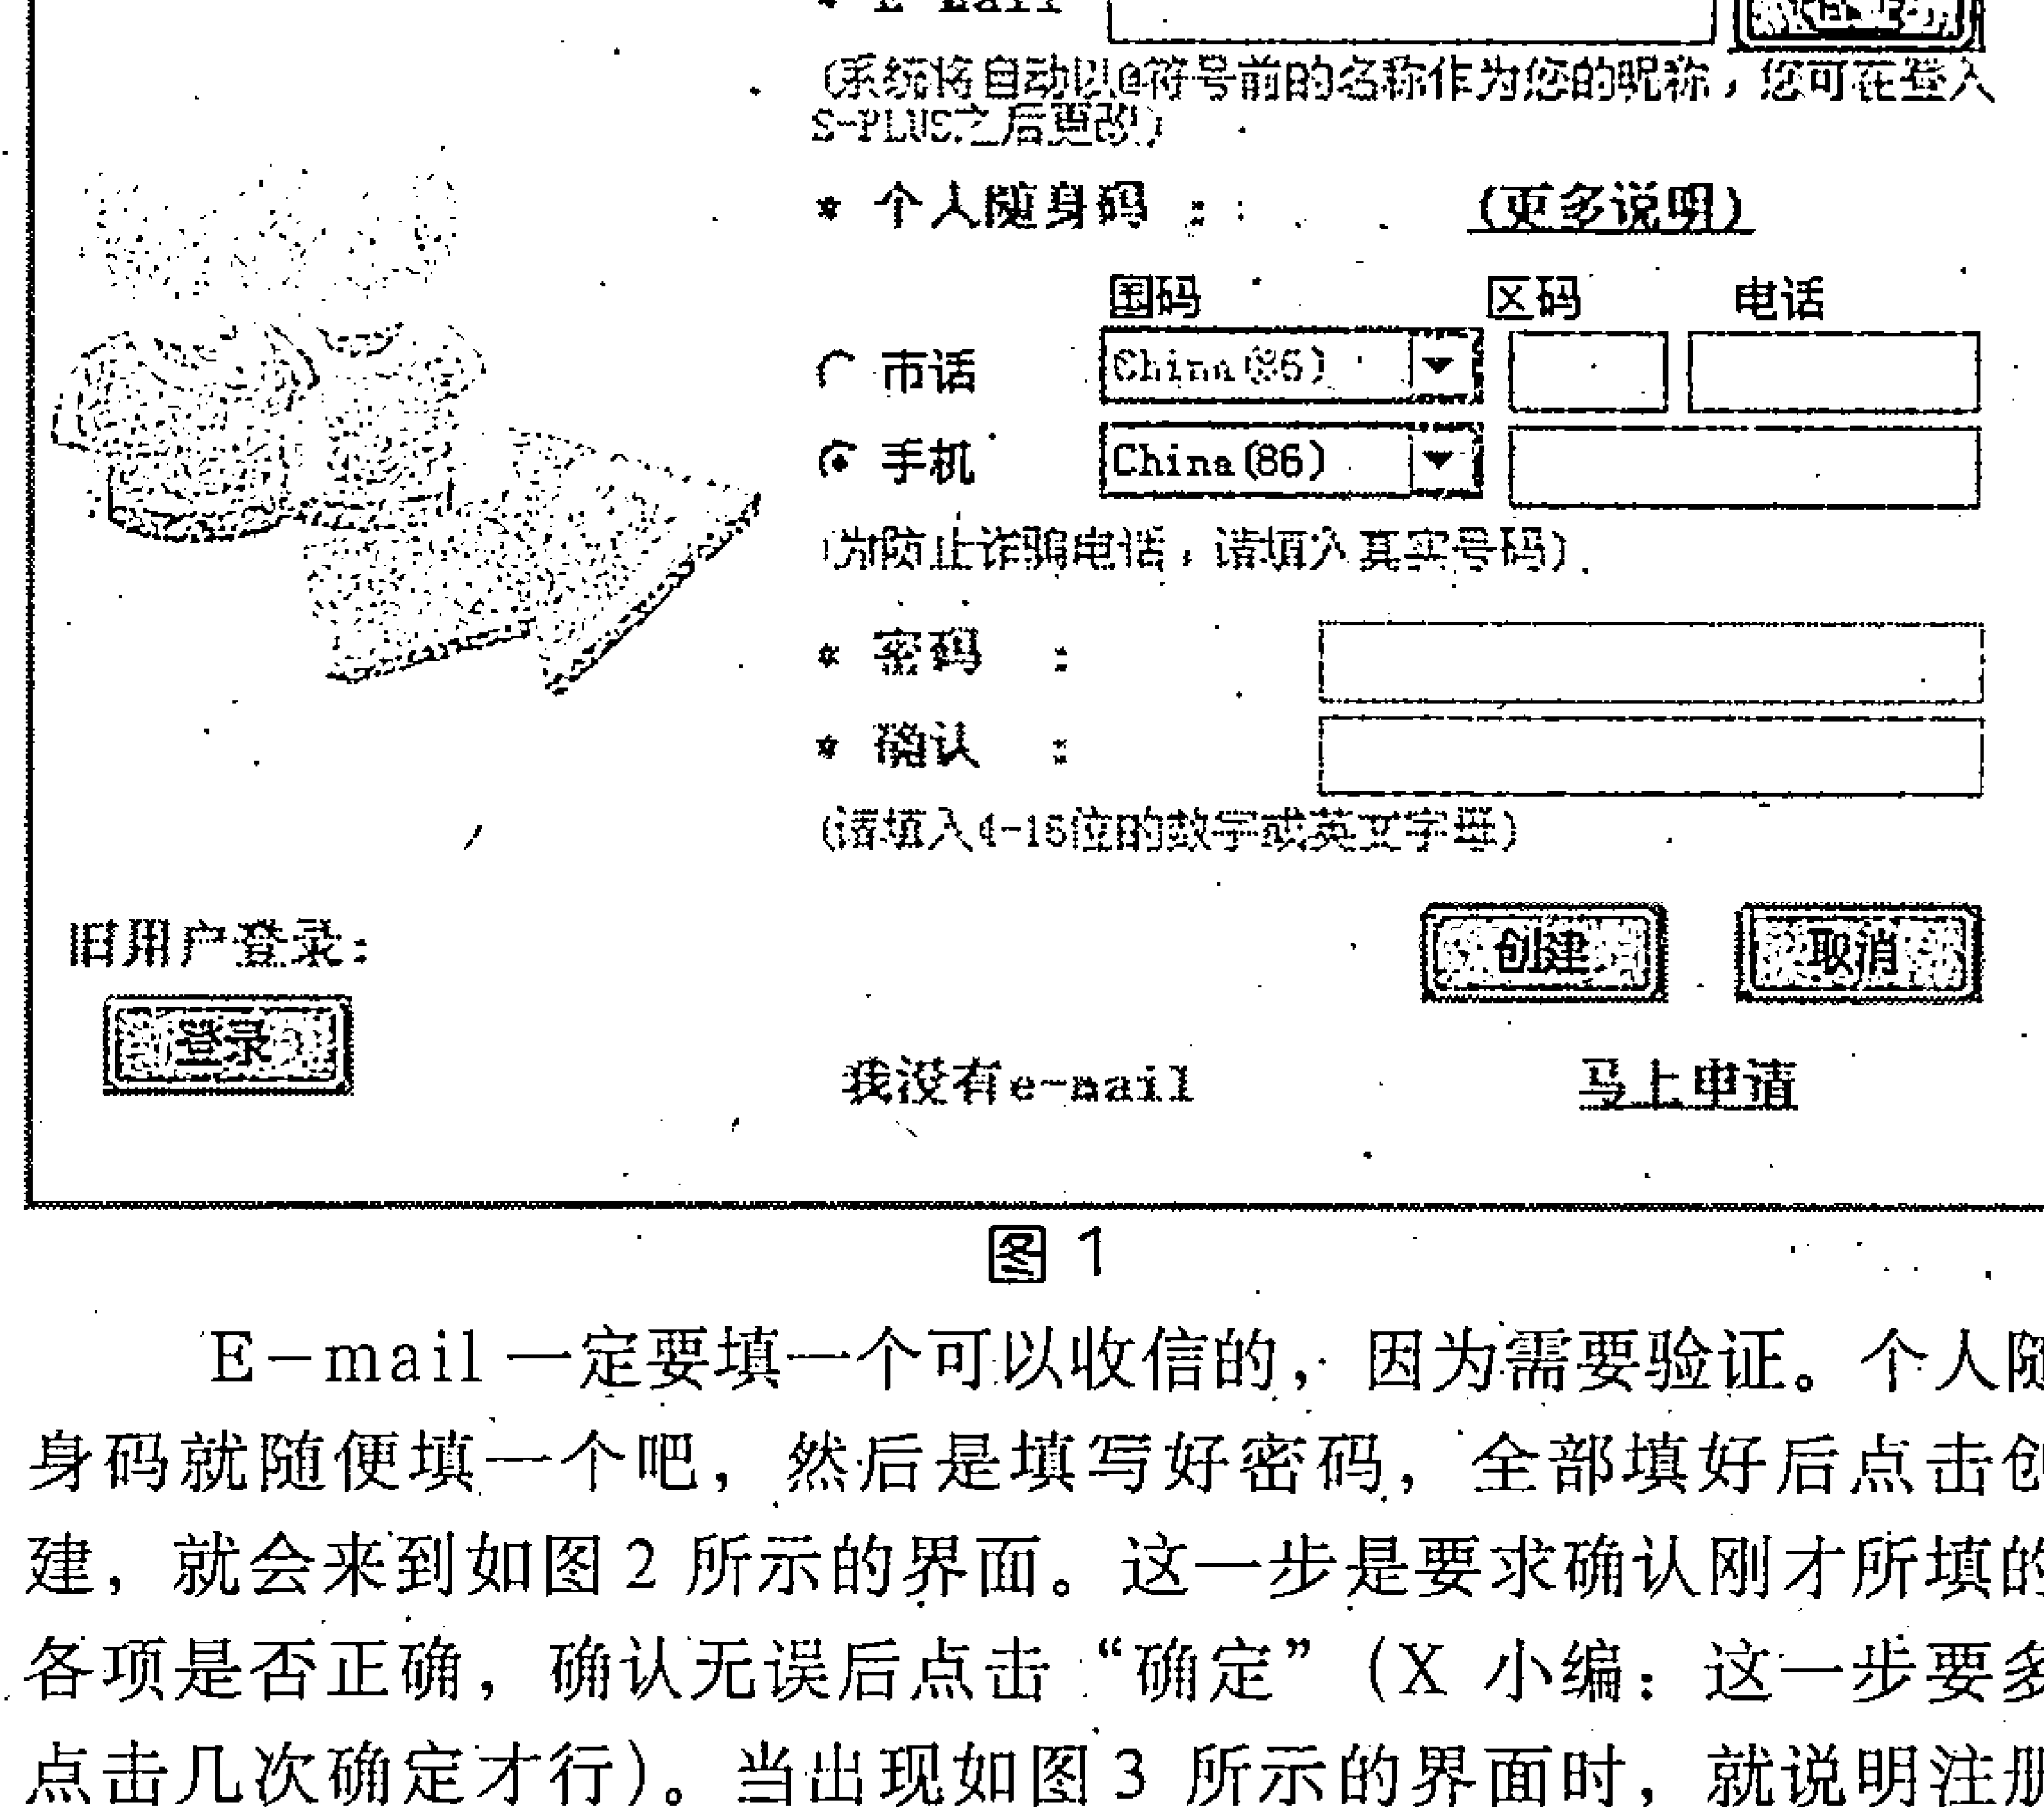 * E-mail
(系统将自动以@符号前的名称作为您的昵称，您可在登入
S-PLUS之后更改)
* 个人随身码 ： (更多说明)
国码 区码 电话
市话 China(86)
手机 China(86)
(为防止诈骗电话，请填入真实号码)
* 密码 ：
* 确认 ：
(请填入4-16位的数字或英文字母)
旧用户登录:
创建 取消
登录
我没有e-mail 马上申请
图 1
E-mail 一定要填一个可以收信的，因为需要验证。个人随
身码就随便填一个吧，然后是填写好密码，全部填好后点击创
建，就会来到如图 2 所示的界面。这一步是要求确认刚才所填的
各项是否正确，确认无误后点击“确定”（X 小编：这一步要多
点击几次确定才行）。当出现如图 3 所示的界面时，就说明注册